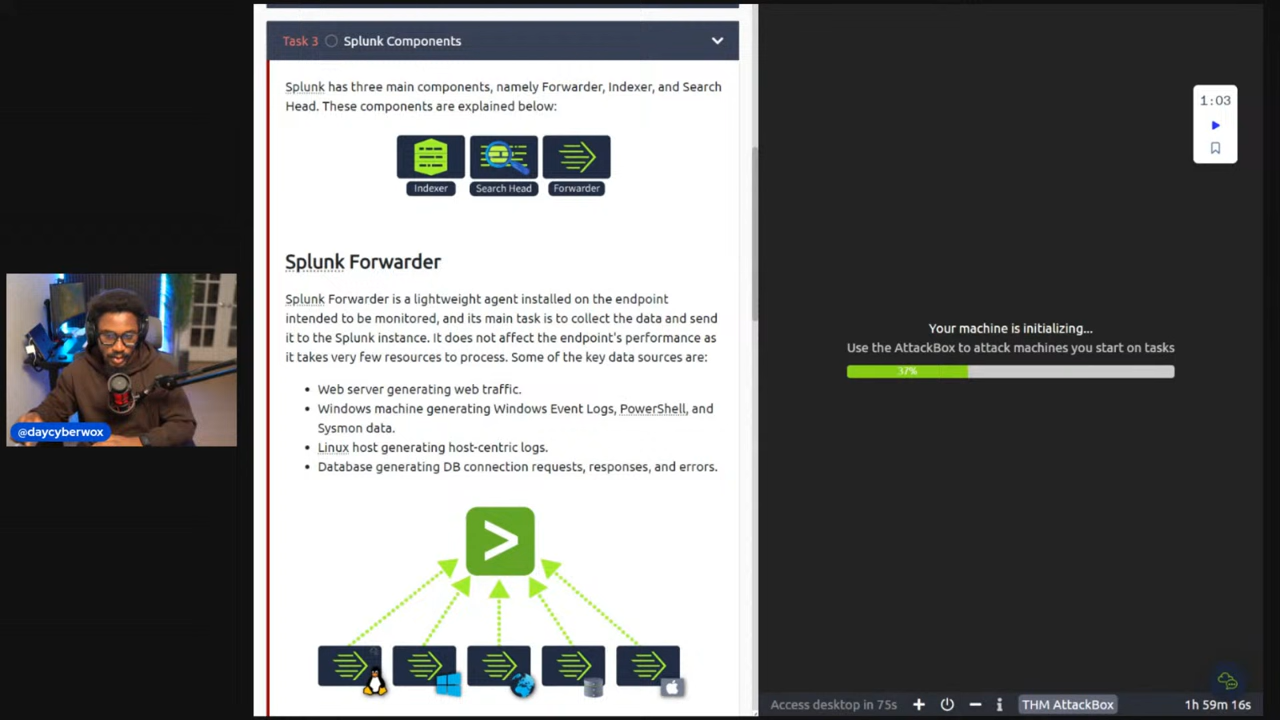 Task 3 Splunk Components
Splunk has three main components, namely Forwarder, Indexer, and Search
Head. These components are explained below:
Indexer Search Head Forwarder
Splunk Forwarder
Splunk Forwarder is a lightweight agent installed on the endpoint
intended to be monitored, and its main task is to collect the data and send
it to the Splunk instance. It does not affect the endpoint's performance as
it takes very few resources to process. Some of the key data sources are:
• Web server generating web traffic.
• Windows machine generating Windows Event Logs, PowerShell, and
Sysmon data.
• Linux host generating host-centric logs.
• Database generating DB connection requests, responses, and errors.
@daycyberwox
1:03
Your machine is initializing...
Use the AttackBox to attack machines you start on tasks
37%
Access desktop in 75s
THM AttackBox
1h 59m 16s